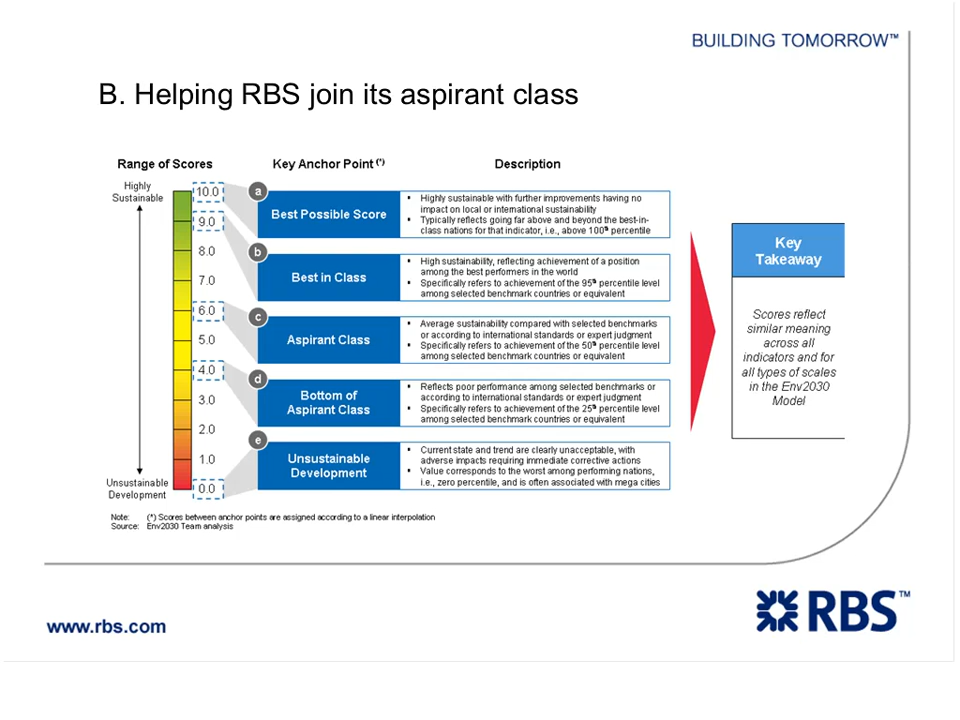 BUILDING TOMORROW™
B. Helping RBS join its aspirant class
Range of Scores
Key Anchor Point (*)
Description
Highly
Sustainable
10.0
9.0
8.0
7.0
6.0
5.0
4.0
3.0
2.0
1.0
0.0
Unsustainable
Development
a
Best Possible Score
• Highly sustainable with further improvements having no
impact on local or international sustainability
• Typically reflects going far above and beyond the best-in-
class nations for that indicator, i.e., above 100th percentile
b
Best in Class
• High sustainability, reflecting achievement of a position
among the best performers in the world
• Specifically refers to achievement of the 95th percentile level
among selected benchmark countries or equivalent
c
Aspirant Class
• Average sustainability compared with selected benchmarks
or according to international standards or expert judgment
• Specifically refers to achievement of the 50th percentile level
among selected benchmark countries or equivalent
d
Bottom of
Aspirant Class
• Reflects poor performance among selected benchmarks or
according to international standards or expert judgment
• Specifically refers to achievement of the 25th percentile level
among selected benchmark countries or equivalent
e
Unsustainable
Development
• Current state and trend are clearly unacceptable, with
adverse impacts requiring immediate corrective actions
• Value corresponds to the worst among performing nations,
i.e., zero percentile, and is often associated with mega cities
Key
Takeaway
Scores reflect
similar meaning
across all
indicators and for
all types of scales
in the Env2030
Model
Note: (*) Scores between anchor points are assigned according to a linear interpolation
Source: Env2030 Team analysis
www.rbs.com
RBS™